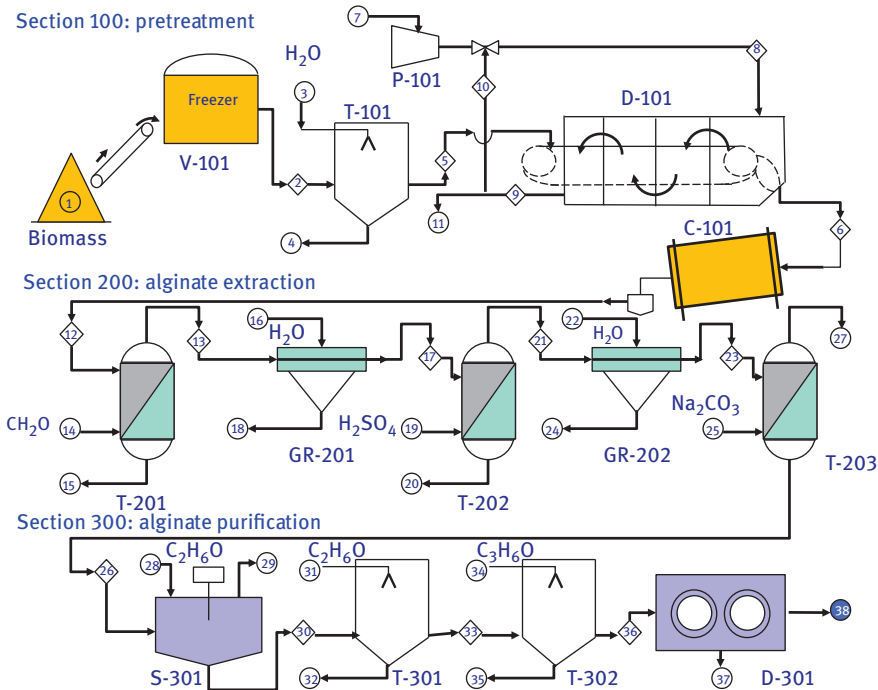 Section 100: pretreatment
7
H₂O
P-101
8
10
Freezer
3
T-101
D-101
V-101
5
2
9
1
11
6
4
Biomass
C-101
Section 200: alginate extraction
12
13
16
H₂O
17
21
22
H₂O
23
27
CH₂O
14
18
H₂SO₄
19
24
Na₂CO₃
25
15
GR-201
20
GR-202
T-203
T-201
T-202
Section 300: alginate purification
26
28
C₂H₆O
29
C₂H₆O
31
C₃H₆O
34
38
30
33
36
S-301
32
T-301
35
T-302
37
D-301